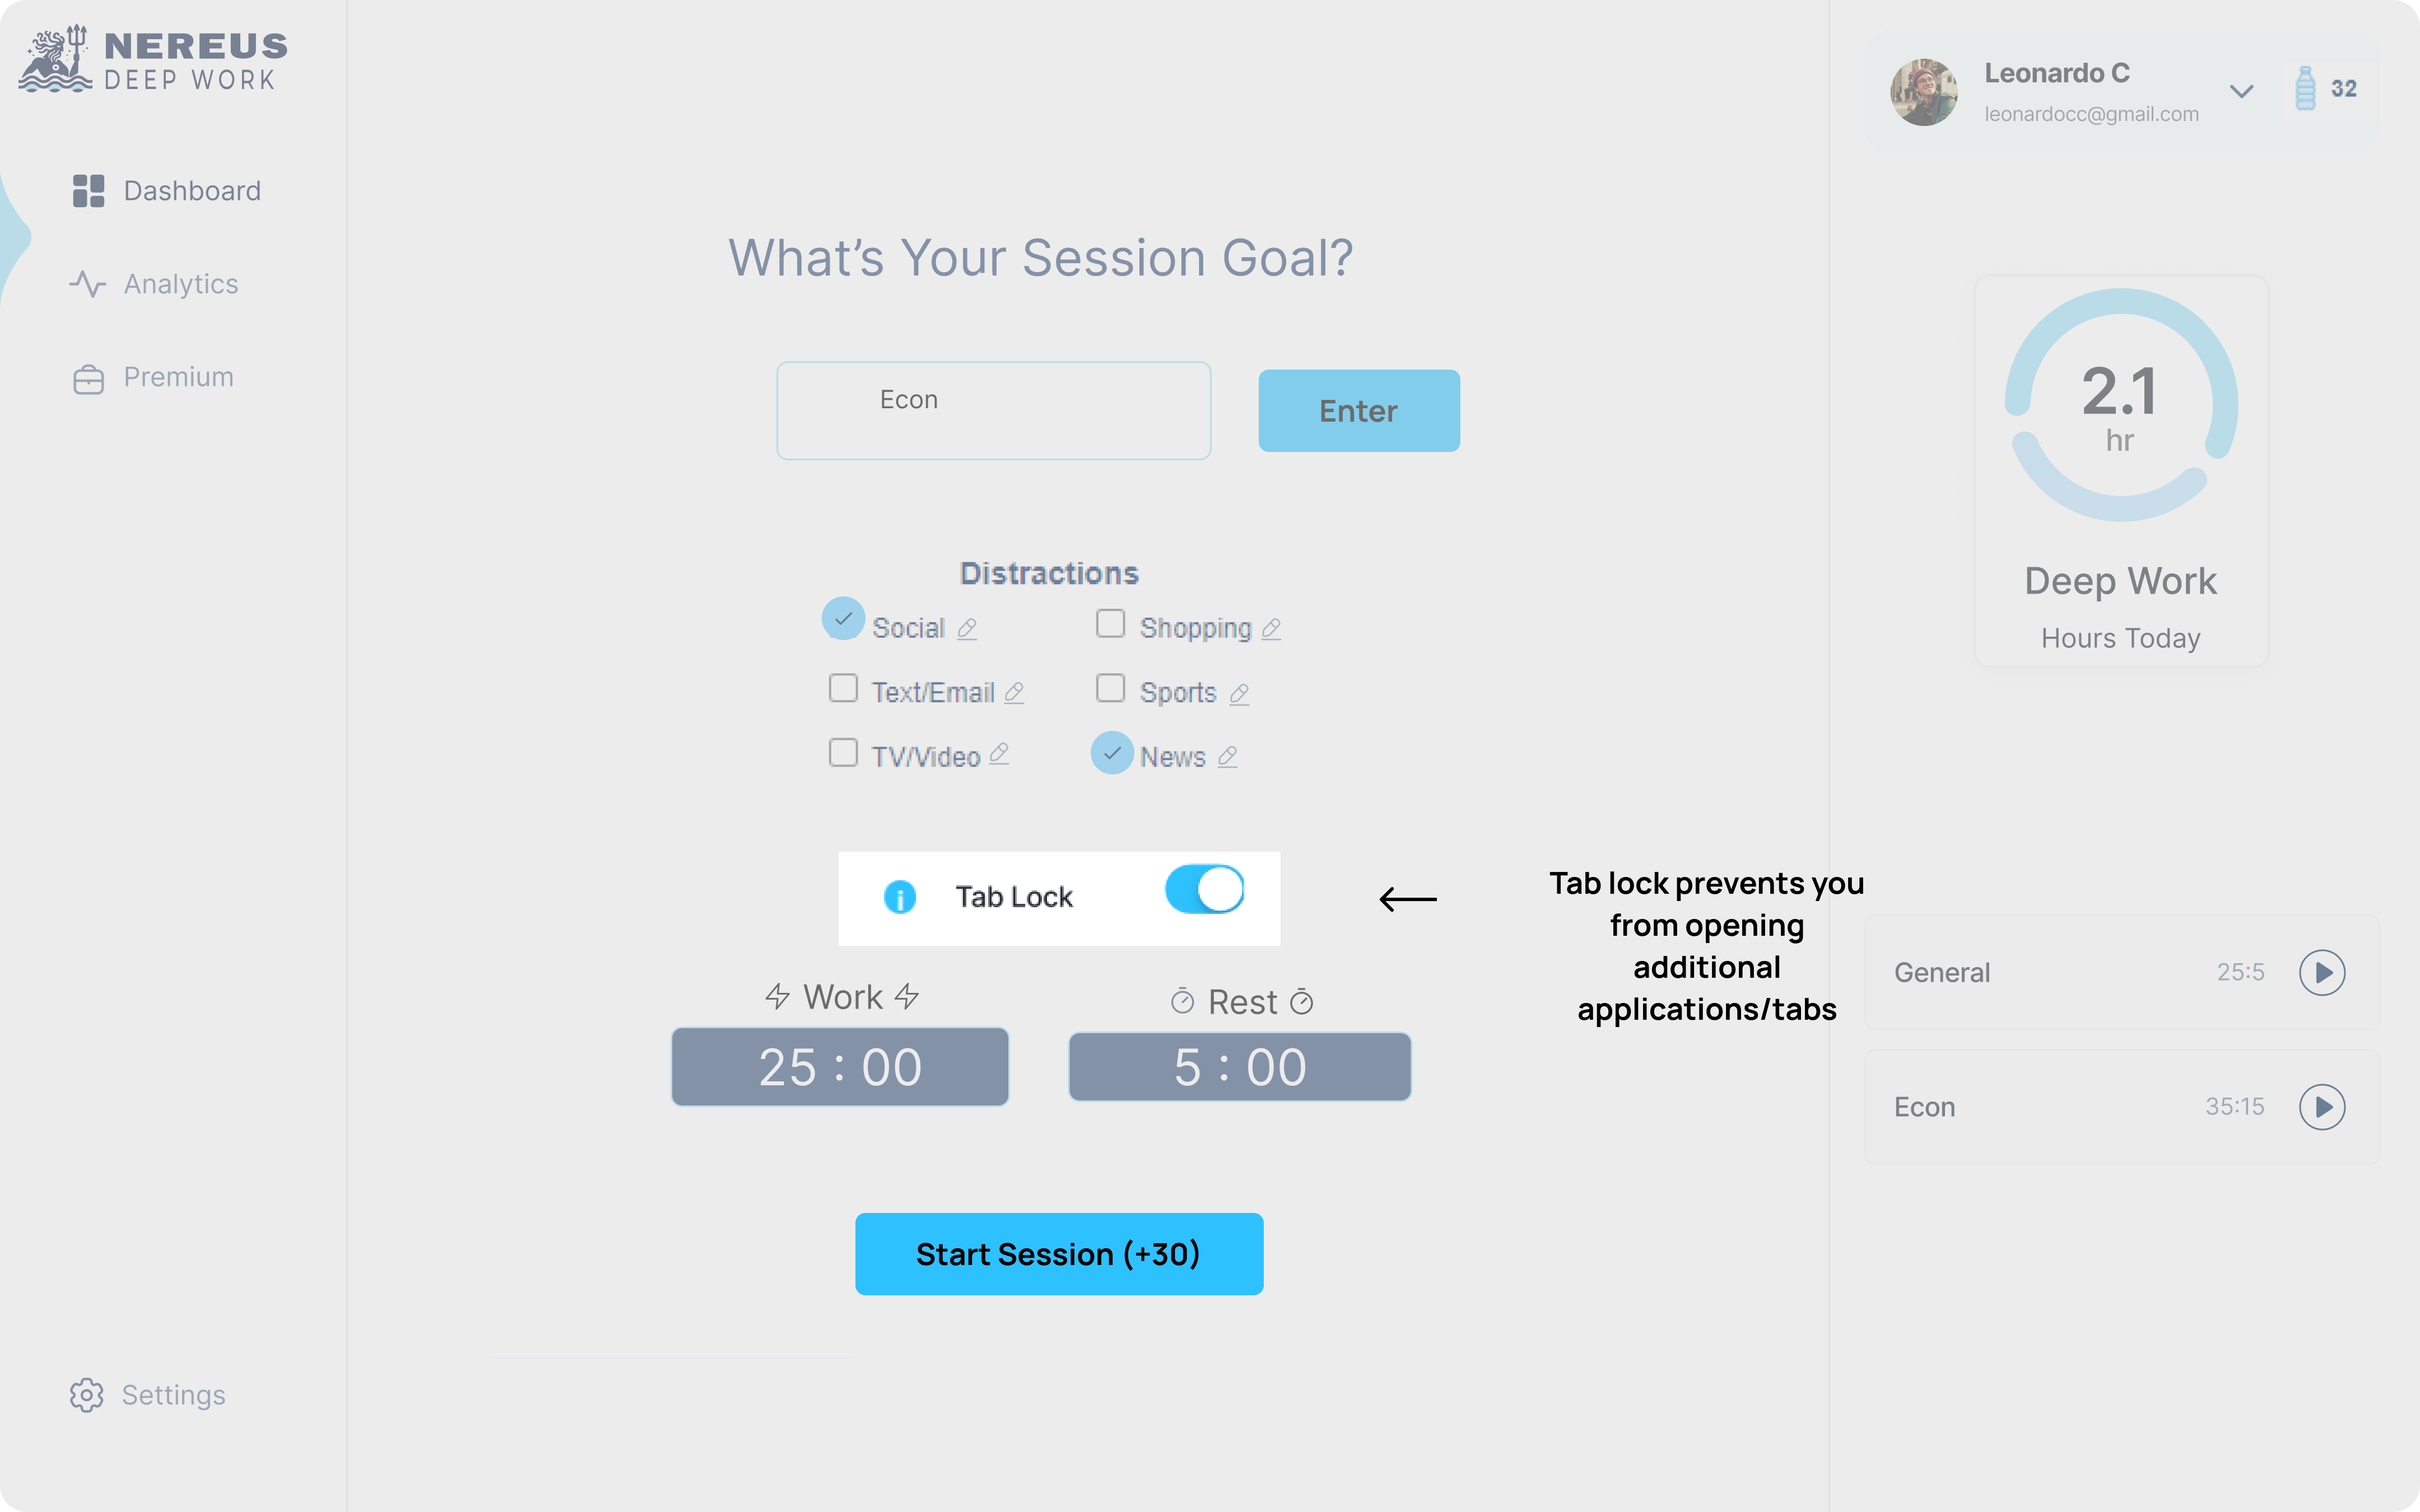 NEREUS
DEEP WORK
Dashboard
Analytics
Premium
Settings
What's Your Session Goal?
Econ
Enter
Distractions
Social
Shopping
Text/Email
Sports
TV/Video
News
i Tab Lock
Tab lock prevents you
from opening
additional
applications/tabs
Work
Rest
25 : 00
5 : 00
Start Session (+30)
Leonardo C
leonardocc@gmail.com
32
2.1
hr
Deep Work
Hours Today
General 25:5
Econ 35:15